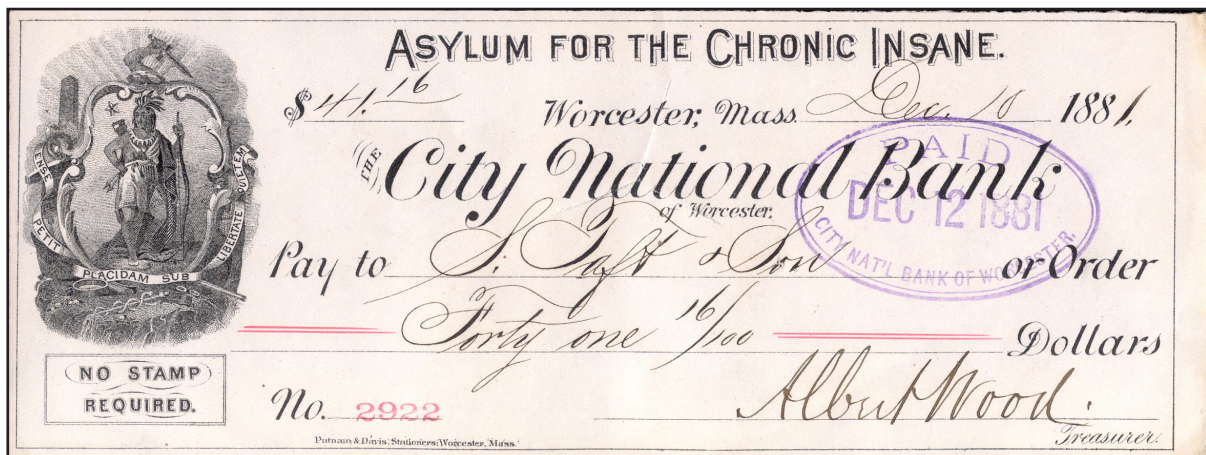 ASYLUM FOR THE CHRONIC INSANE.
$ 41.16 Worcester, Mass. Dec. 10 1881.
THE City National Bank
of Worcester.
PAID
DEC 12 1881
CITY NAT'L BANK OF WORCESTER.
Pay to S. Taft & Son or Order
Forty one 16/100 Dollars
No. 2922 Albert Wood.
Treasurer.
Putnam & Davis, Stationers, Worcester, Mass.
ENSE PETIT PLACIDAM SUB LIBERTATE QUIETEM
NO STAMP
REQUIRED.